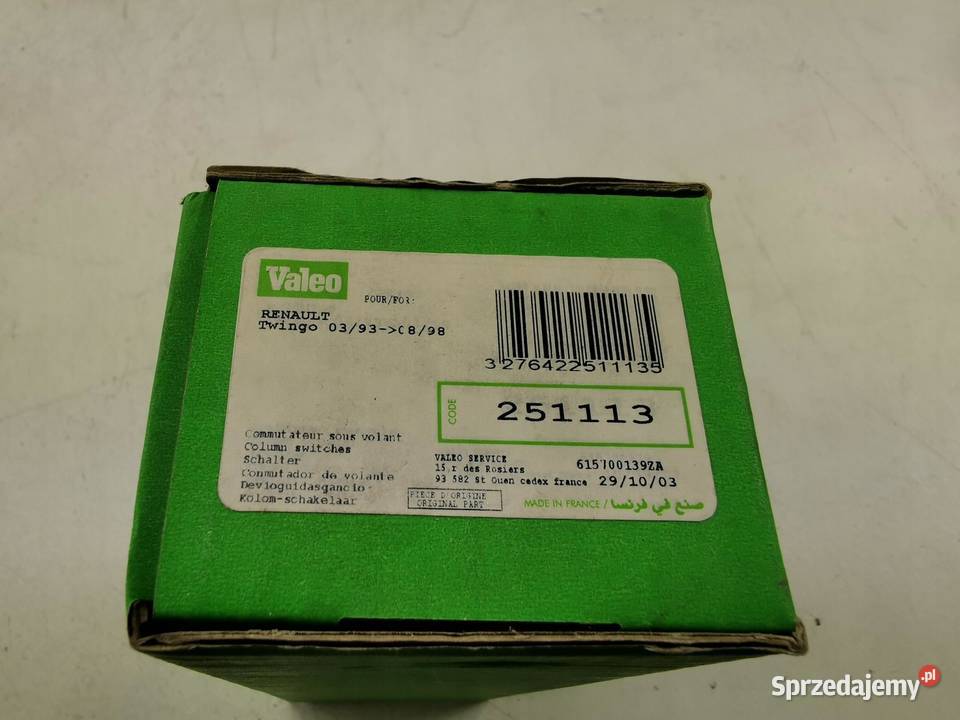 Valeo
POUR/FOR:
RENAULT
Twingo 03/93->08/98
3276422511135
CODE
251113
Commutateur sous volant
Column switches
Schalter
Conmutador de volante
Devioguidasgancio
Kolom-schakelaar
PIECE D'ORIGINE
ORIGINAL PART
VALEO SERVICE
15,r des Rosiers
93 582 St Ouen cedex france
615700139ZA
29/10/03
MADE IN FRANCE / صنع في فرنسا
Sprzedajemy.pl